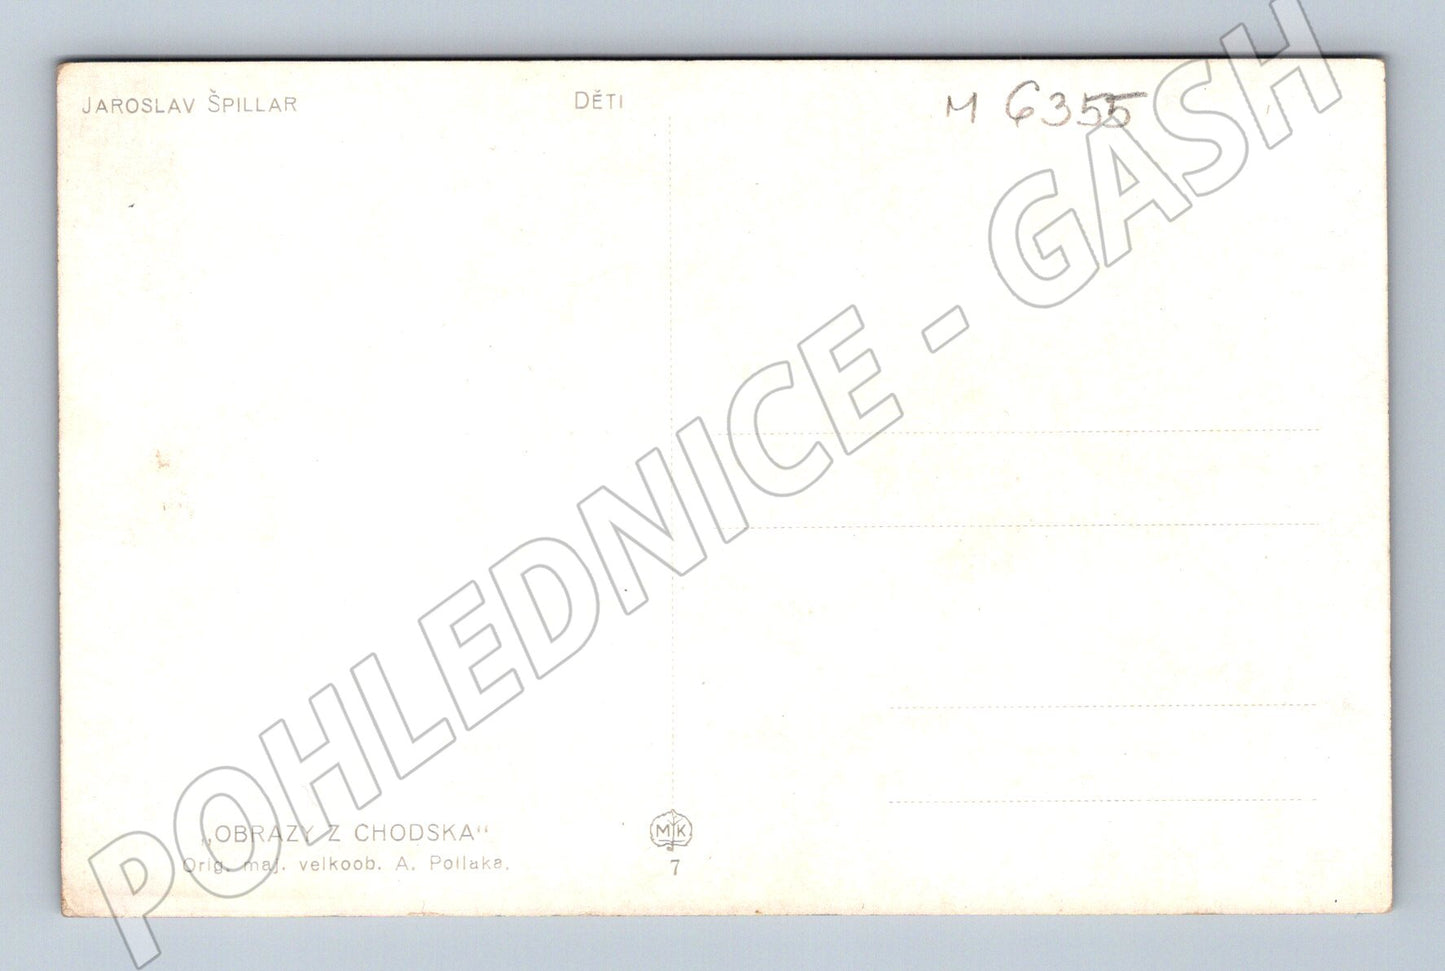 JAROSLAV ŠPILLAR
DĚTI
M 6355
POHLEDNICE - GASH
„OBRAZY Z CHODSKA“
Orig. maj. velkoob. A. Pollaka.
MK
7